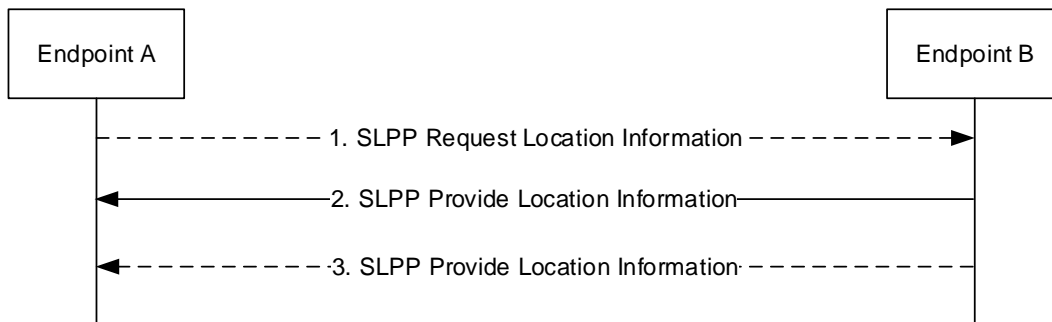 Endpoint A
Endpoint B
1. SLPP Request Location Information
2. SLPP Provide Location Information
3. SLPP Provide Location Information